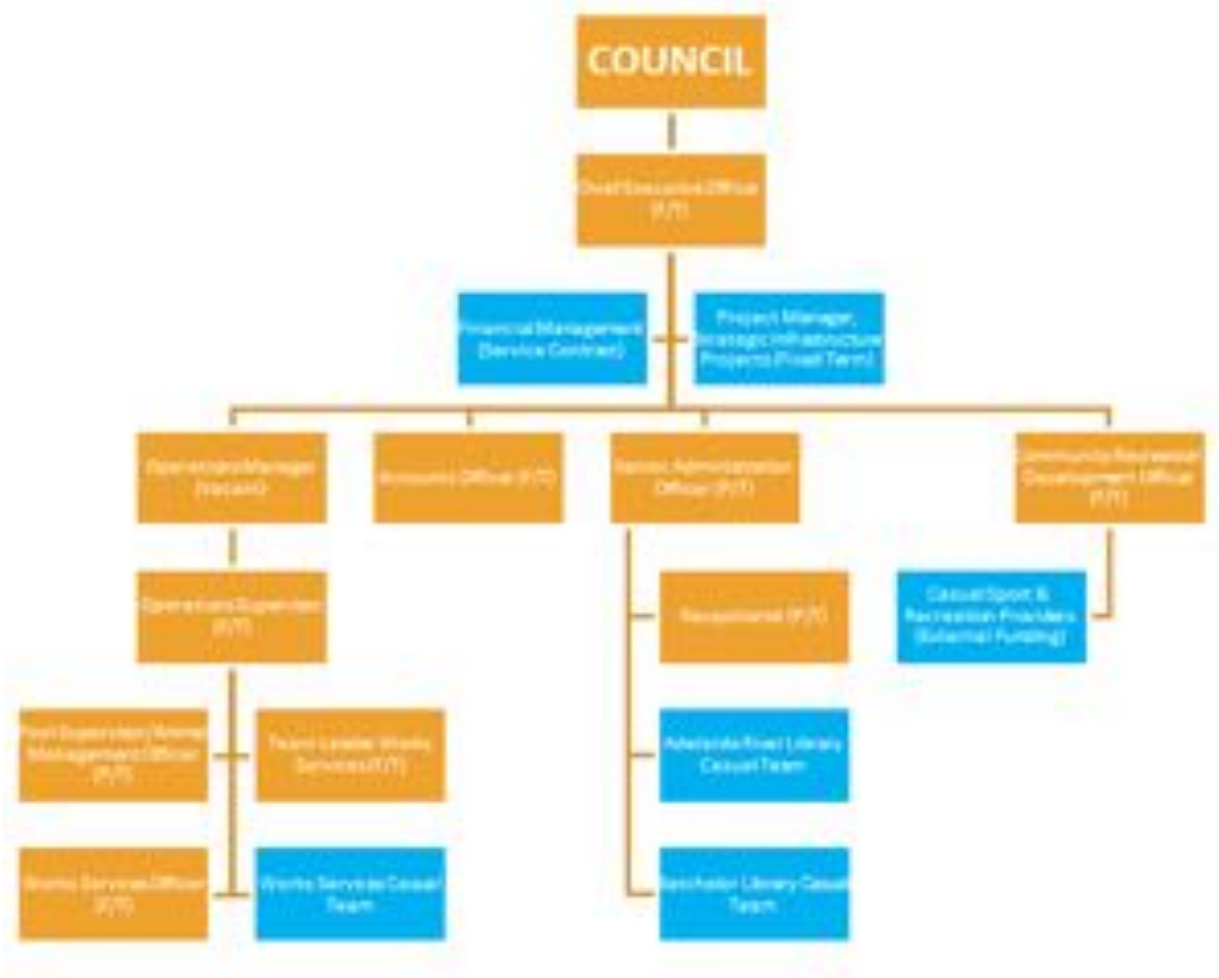 COUNCIL
Chief Executive Officer
(F/T)
Financial Management
(Service Contract)
Project Manager,
Strategic Infrastructure
Projects (Fixed Term)
Operations Manager
(Vacant)
Accounts Officer (F/T)
Senior Administration
Officer (F/T)
Community Recreation
Development Officer
(F/T)
Operations Supervisor
(F/T)
Receptionist (F/T)
Casual Sport &
Recreation Providers
(External Funding)
Management Officer
Team Leader Works
Services (F/T)
Adelaide River Library
Casual Team
Works Services Officer
(F/T)
Works Services Casual
Team
Batchelor Library Casual
Team